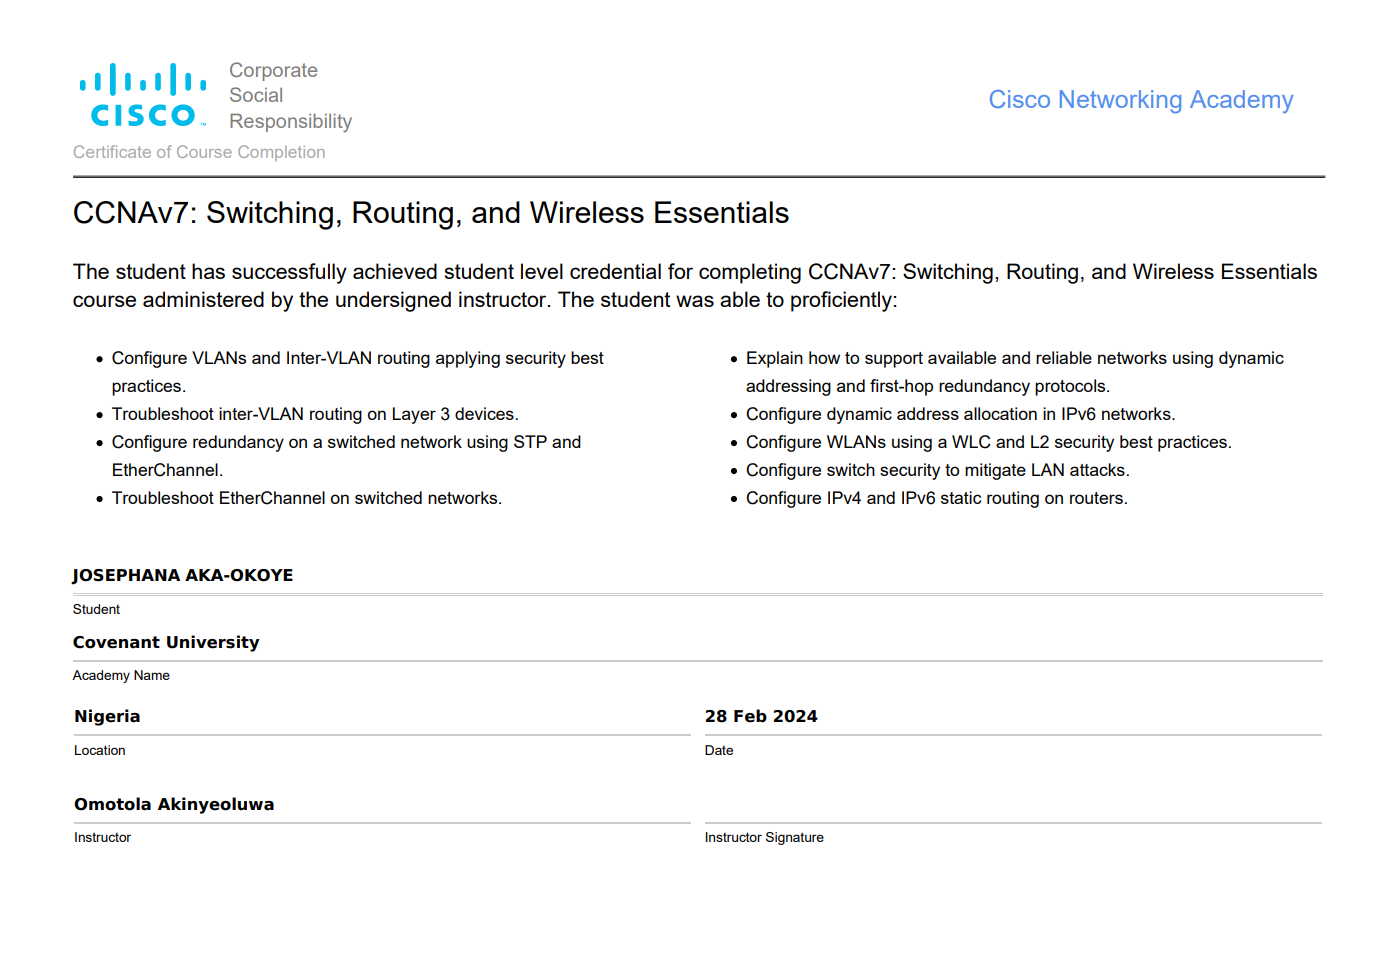 CISCO™
Corporate
Social
Responsibility
Cisco Networking Academy
Certificate of Course Completion
CCNAv7: Switching, Routing, and Wireless Essentials
The student has successfully achieved student level credential for completing CCNAv7: Switching, Routing, and Wireless Essentials
course administered by the undersigned instructor. The student was able to proficiently:
• Configure VLANs and Inter-VLAN routing applying security best
practices.
• Troubleshoot inter-VLAN routing on Layer 3 devices.
• Configure redundancy on a switched network using STP and
EtherChannel.
• Troubleshoot EtherChannel on switched networks.
• Explain how to support available and reliable networks using dynamic
addressing and first-hop redundancy protocols.
• Configure dynamic address allocation in IPv6 networks.
• Configure WLANs using a WLC and L2 security best practices.
• Configure switch security to mitigate LAN attacks.
• Configure IPv4 and IPv6 static routing on routers.
JOSEPHANA AKA-OKOYE
Student
Covenant University
Academy Name
Nigeria
Location
28 Feb 2024
Date
Omotola Akinyeoluwa
Instructor
Instructor Signature